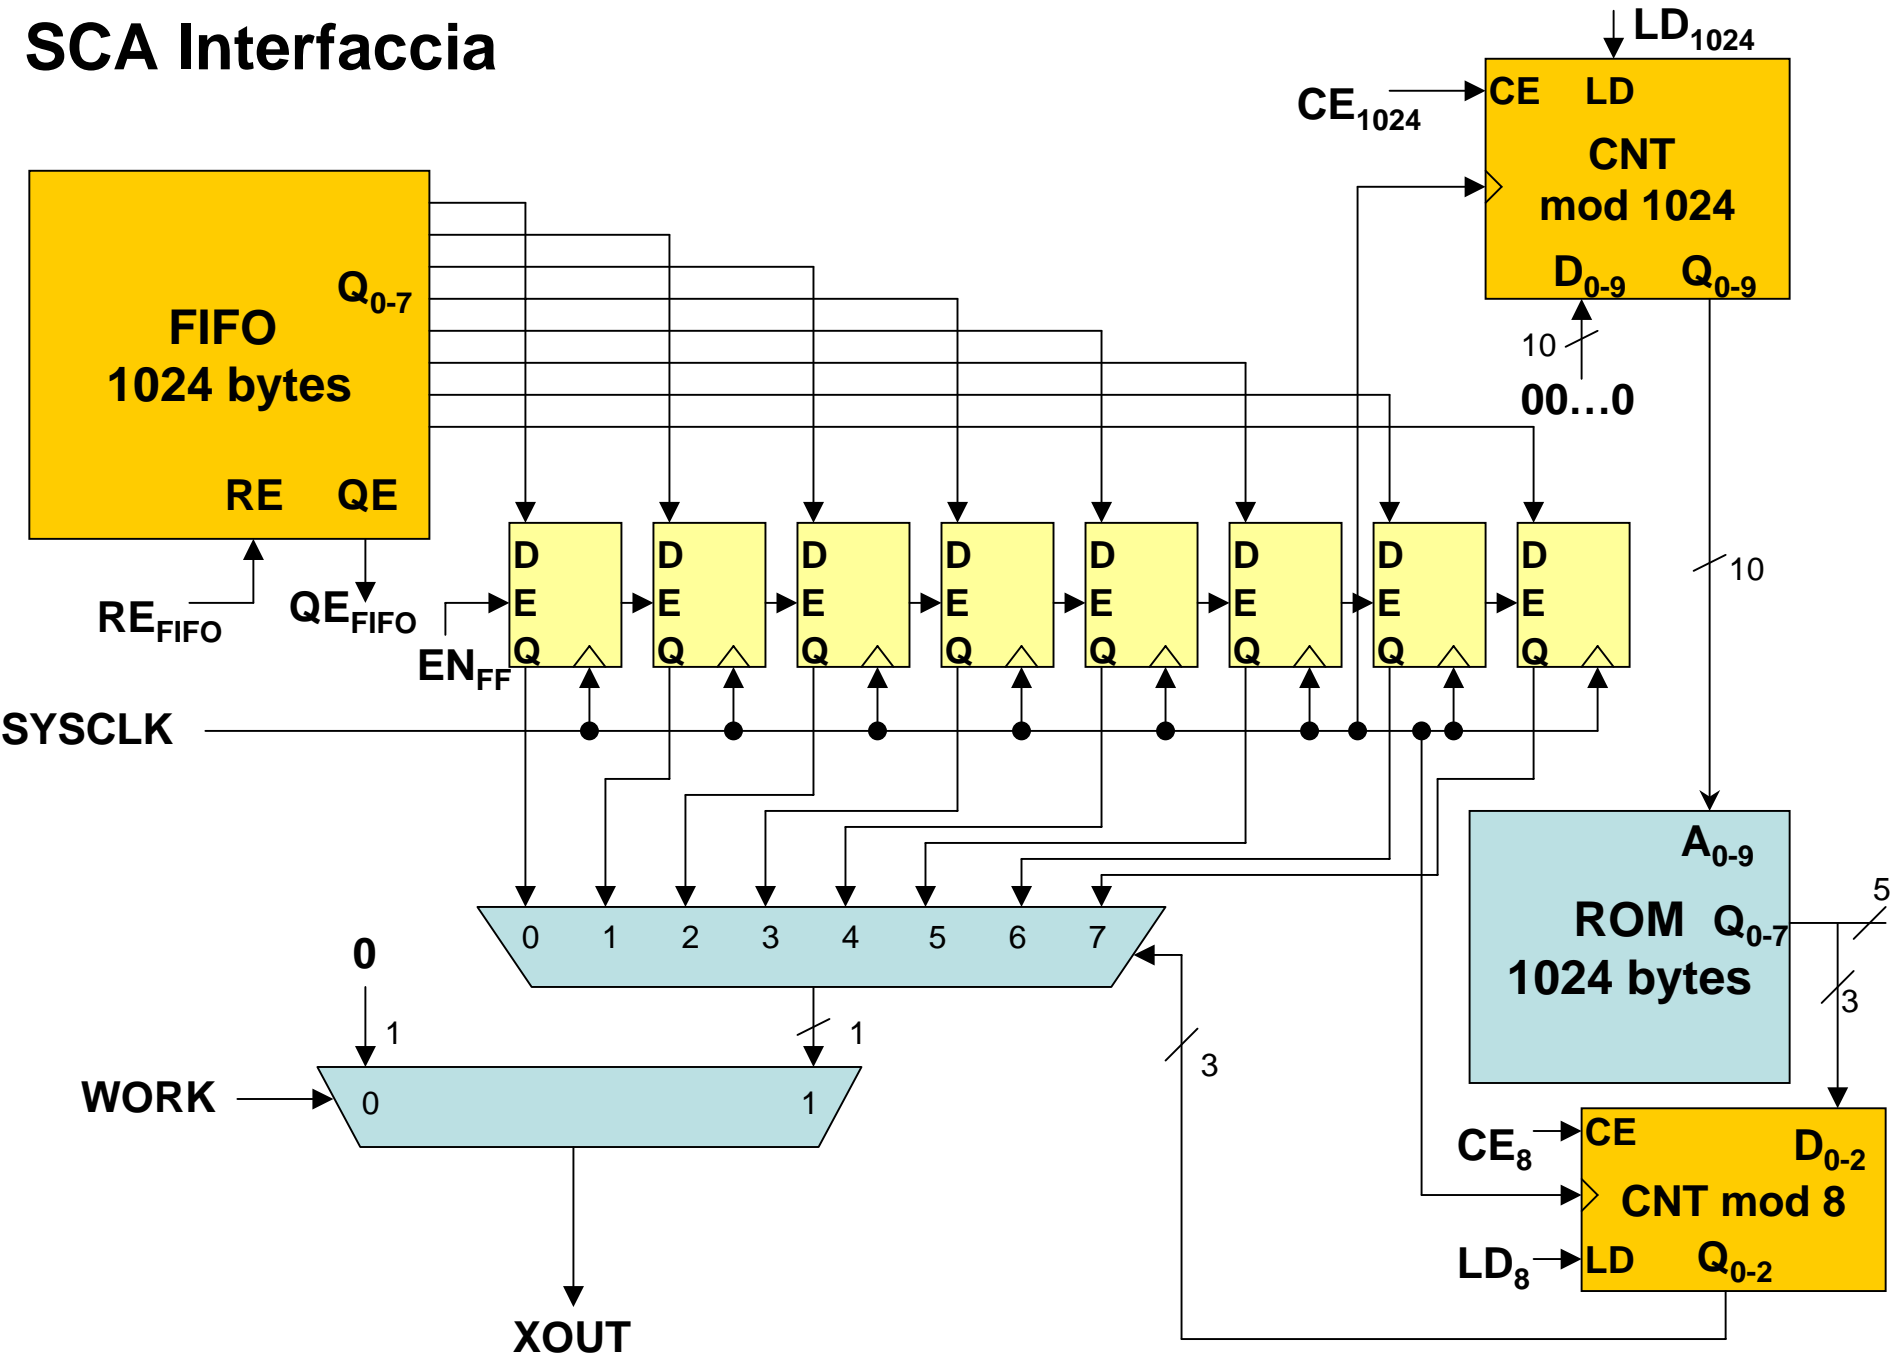 SCA Interfaccia
LD1024
CE LD
CE1024
CNT
mod 1024
D0-9 Q0-9
10
00…0
Q0-7
FIFO
1024 bytes
RE QE
REFIFO
QEFIFO
D D D D D D D D
E E E E E E E E
Q Q Q Q Q Q Q Q
ENFF
10
SYSCLK
A0-9
ROM Q0-7
1024 bytes
5
3
0 1 2 3 4 5 6 7
0
1
1
3
WORK
0 1
CE8
CE
D0-2
CNT mod 8
LD8
LD Q0-2
XOUT